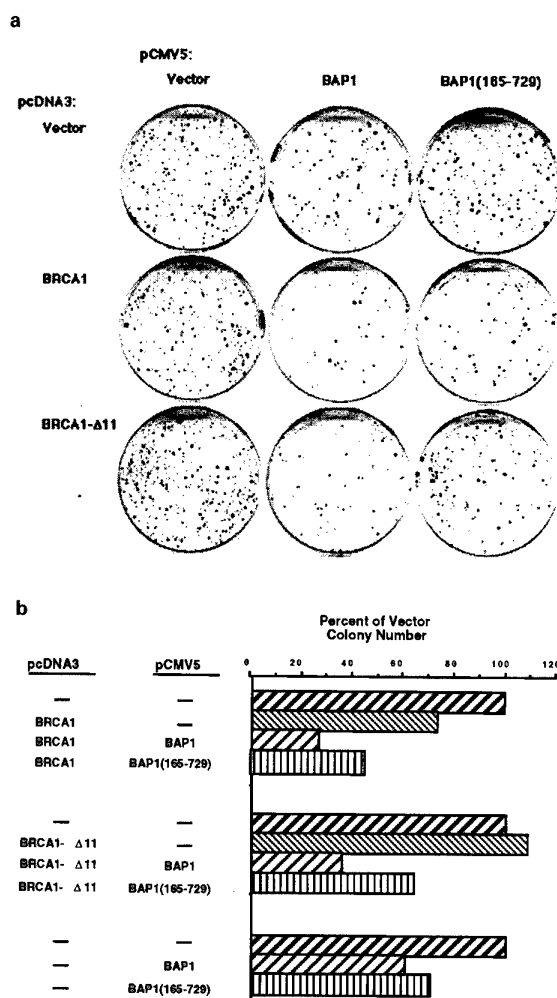 a
pCMV5:
Vector BAP1 BAP1(165-729)
pcDNA3:
Vector
BRCA1
BRCA1-Δ11
b
Percent of Vector
Colony Number
pcDNA3 pCMV5
0 20 40 60 80 100 120
— —
BRCA1 —
BRCA1 BAP1
BRCA1 BAP1(165-729)
— —
BRCA1- Δ11 —
BRCA1- Δ11 BAP1
BRCA1- Δ11 BAP1(165-729)
— —
— BAP1
— BAP1(165-729)